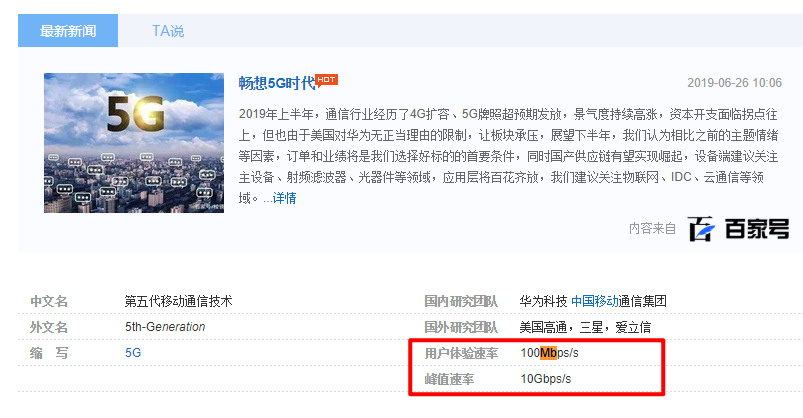 最新新闻 TA说
畅想5G时代 HOT 2019-06-26 10:06
5G
2019年上半年，通信行业经历了4G扩容、5G牌照超预期发放，景气度持续高涨，资本开支面临拐点往
上，但也由于美国对华为无正当理由的限制，让板块承压，展望下半年，我们认为相比之前的主题情绪
等因素，订单和业绩将是我们选择好标的的首要条件，同时国产供应链有望实现崛起，设备端建议关注
主设备、射频滤波器、光器件等领域，应用层将百花齐放，我们建议关注物联网、IDC、云通信等领
域。...详情
内容来自 百家号
中文名 第五代移动通信技术 国内研究团队 华为科技 中国移动通信集团
外文名 5th-Generation 国外研究团队 美国高通，三星，爱立信
缩 写 5G 用户体验速率 100Mbps/s
峰值速率 10Gbps/s